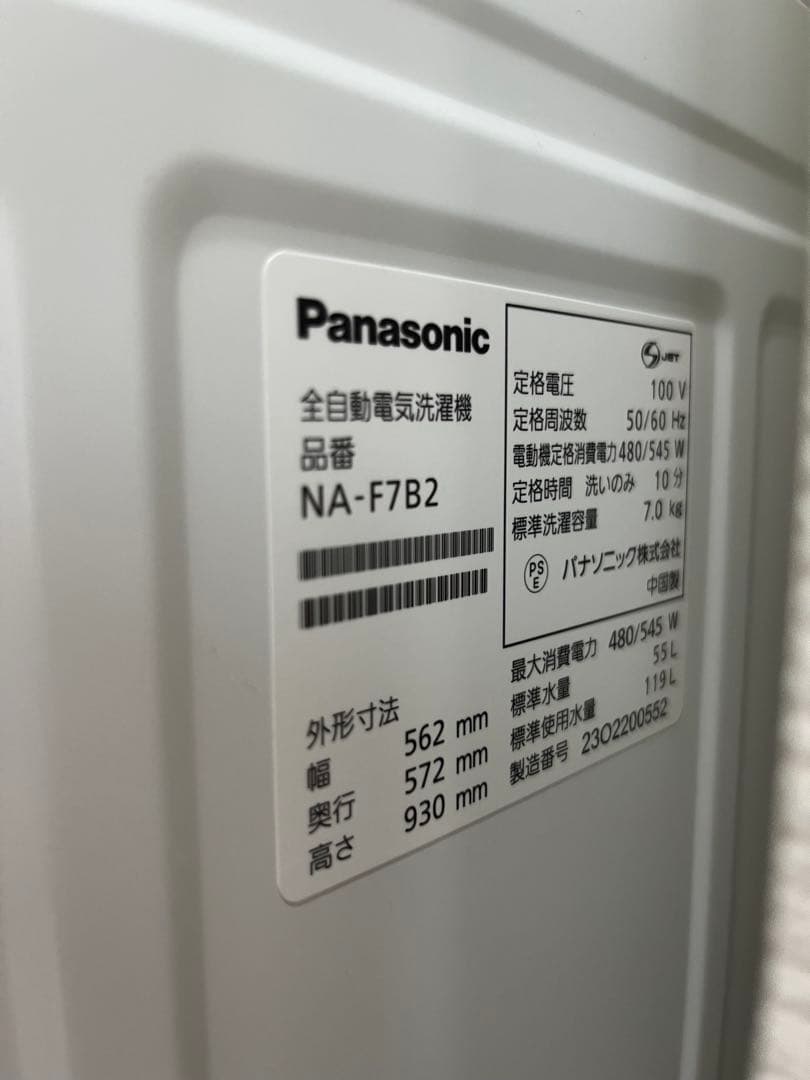 Panasonic
全自動電気洗濯機
品番
NA-F7B2
外形寸法
幅 562 mm
奥行 572 mm
高さ 930 mm
JET
定格電圧 100 V
定格周波数 50/60 Hz
電動機定格消費電力 480/545 W
定格時間 洗いのみ 10 分
標準洗濯容量 7.0 kg
PS
E
パナソニック株式会社
中国製
最大消費電力 480/545 W
標準水量 55 L
標準使用水量 119 L
製造番号 23O2200552